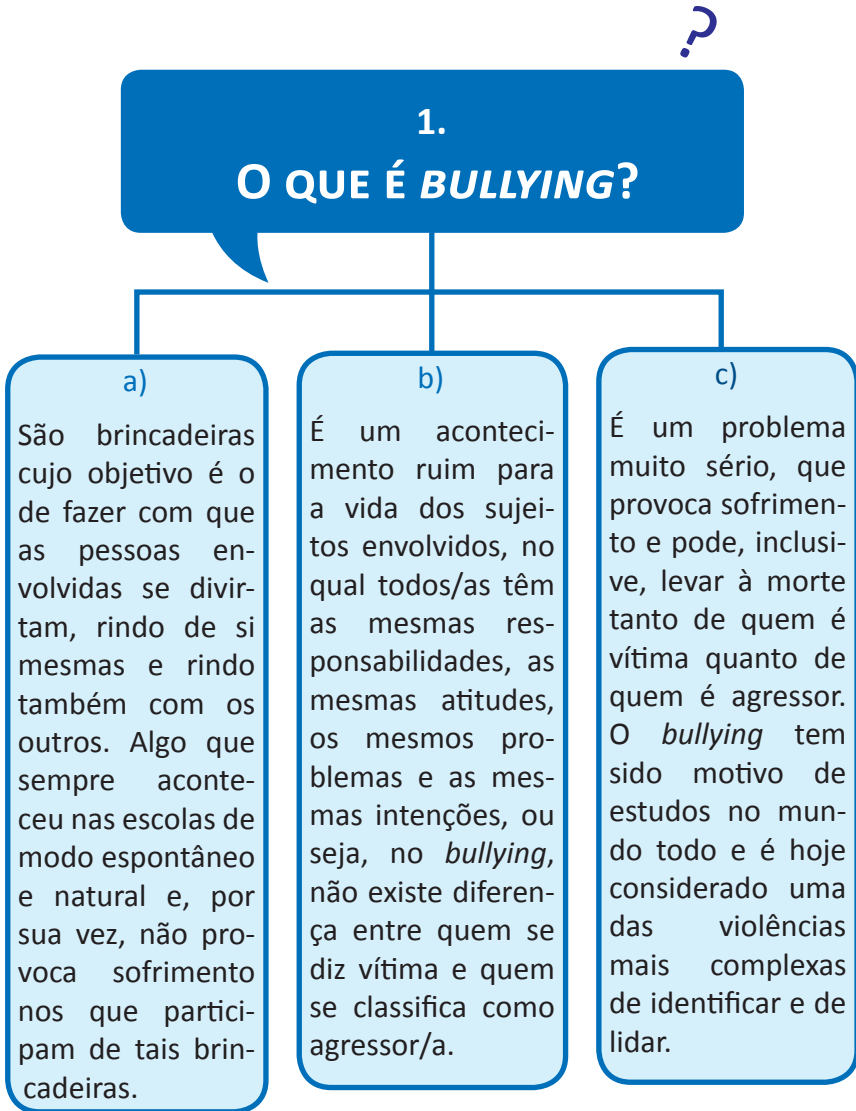 ?
1.
O QUE É BULLYING?
a)
São brincadeiras
cujo objetivo é o
de fazer com que
as pessoas en-
volvidas se divir-
tam, rindo de si
mesmas e rindo
também com os
outros. Algo que
sempre aconte-
ceu nas escolas de
modo espontâneo
e natural e, por
sua vez, não pro-
voca sofrimento
nos que partici-
pam de tais brin-
cadeiras.
b)
É um aconteci-
mento ruim para
a vida dos sujei-
tos envolvidos, no
qual todos/as têm
as mesmas res-
ponsabilidades, as
mesmas atitudes,
os mesmos pro-
blemas e as mes-
mas intenções, ou
seja, no bullying,
não existe diferen-
ça entre quem se
diz vítima e quem
se classifica como
agressor/a.
c)
É um problema
muito sério, que
provoca sofrimen-
to e pode, inclusi-
ve, levar à morte
tanto de quem é
vítima quanto de
quem é agressor.
O bullying tem
sido motivo de
estudos no mun-
do todo e é hoje
considerado uma
das violências
mais complexas
de identificar e de
lidar.